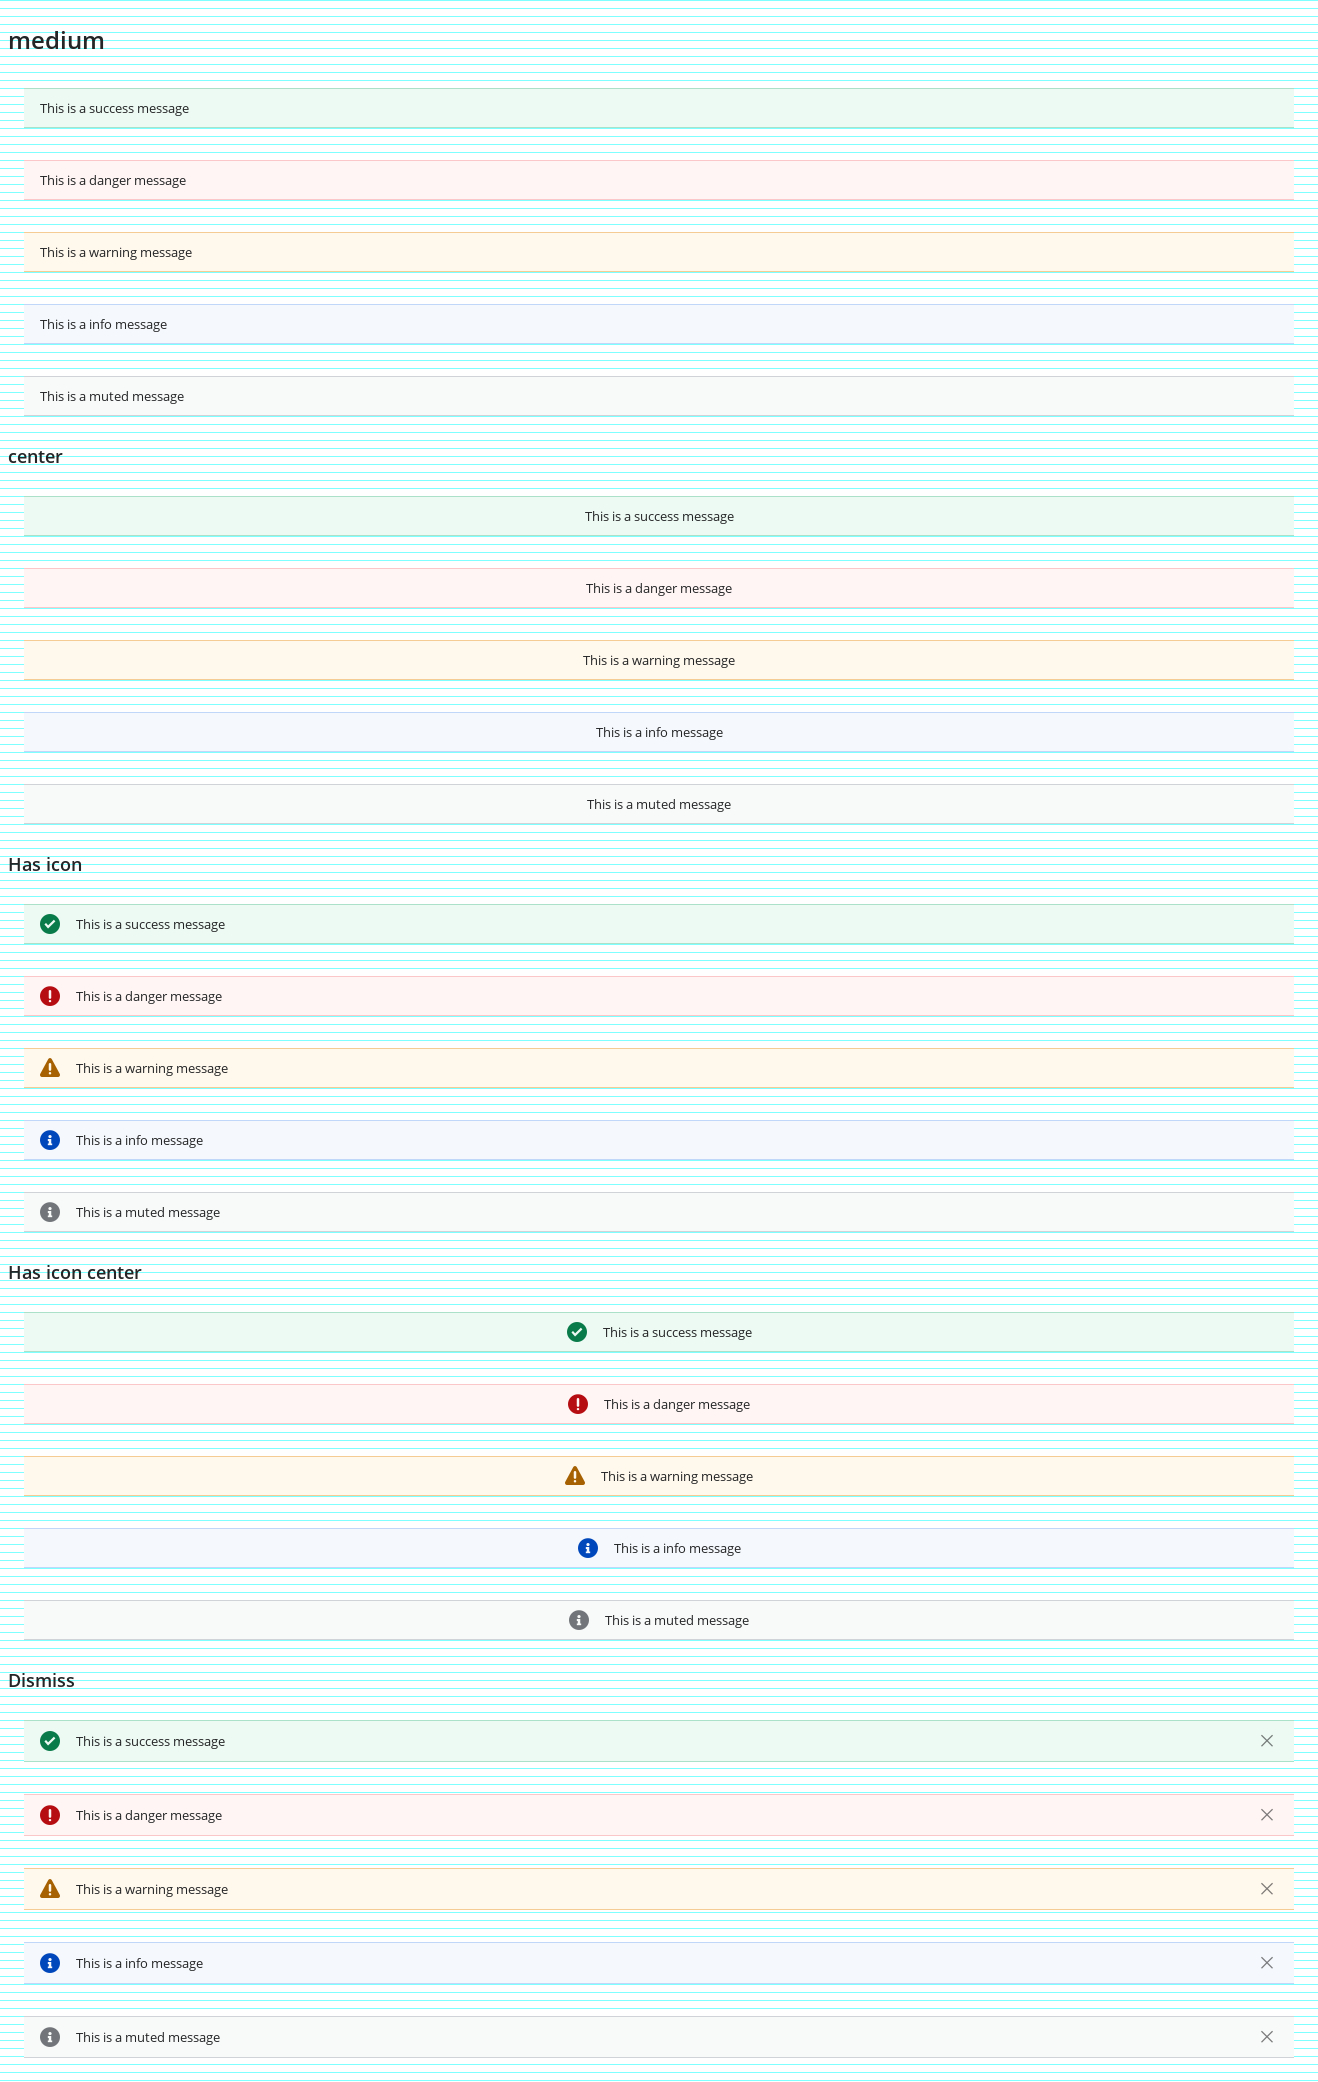 medium
This is a success message
This is a danger message
This is a warning message
This is a info message
This is a muted message
center
This is a success message
This is a danger message
This is a warning message
This is a info message
This is a muted message
Has icon
This is a success message
This is a danger message
This is a warning message
This is a info message
This is a muted message
Has icon center
This is a success message
This is a danger message
This is a warning message
This is a info message
This is a muted message
Dismiss
This is a success message
This is a danger message
This is a warning message
This is a info message
This is a muted message